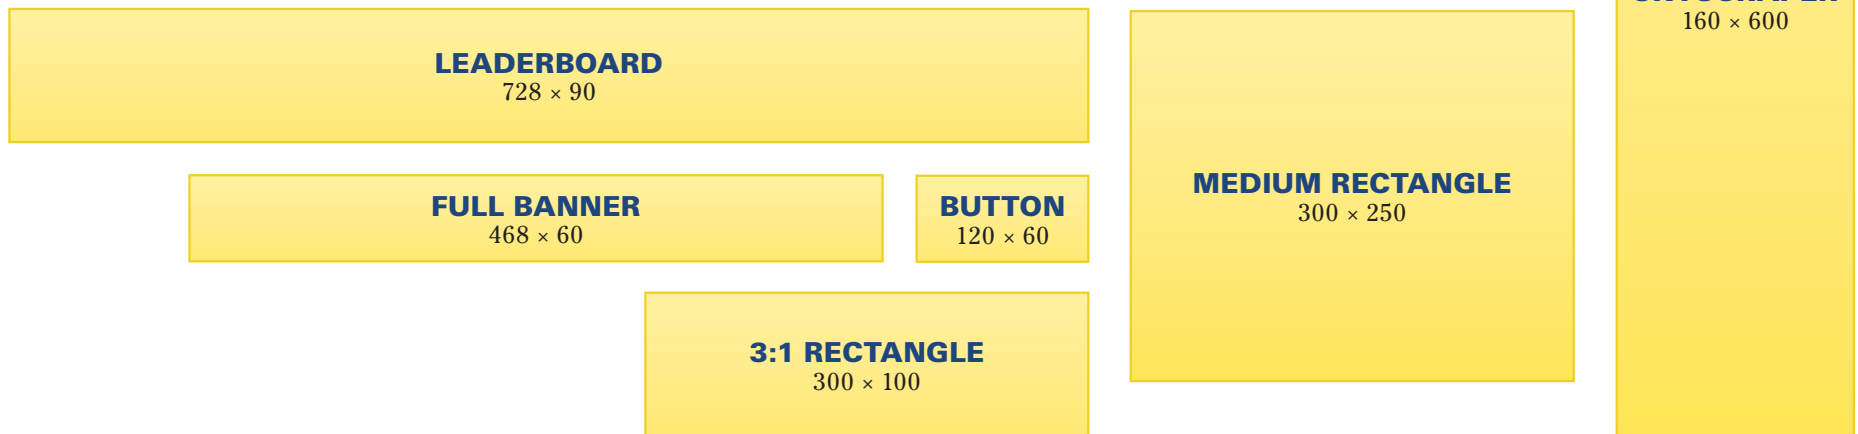 LEADERBOARD
728 × 90
FULL BANNER
468 × 60
BUTTON
120 × 60
3:1 RECTANGLE
300 × 100
MEDIUM RECTANGLE
300 × 250
160 × 600